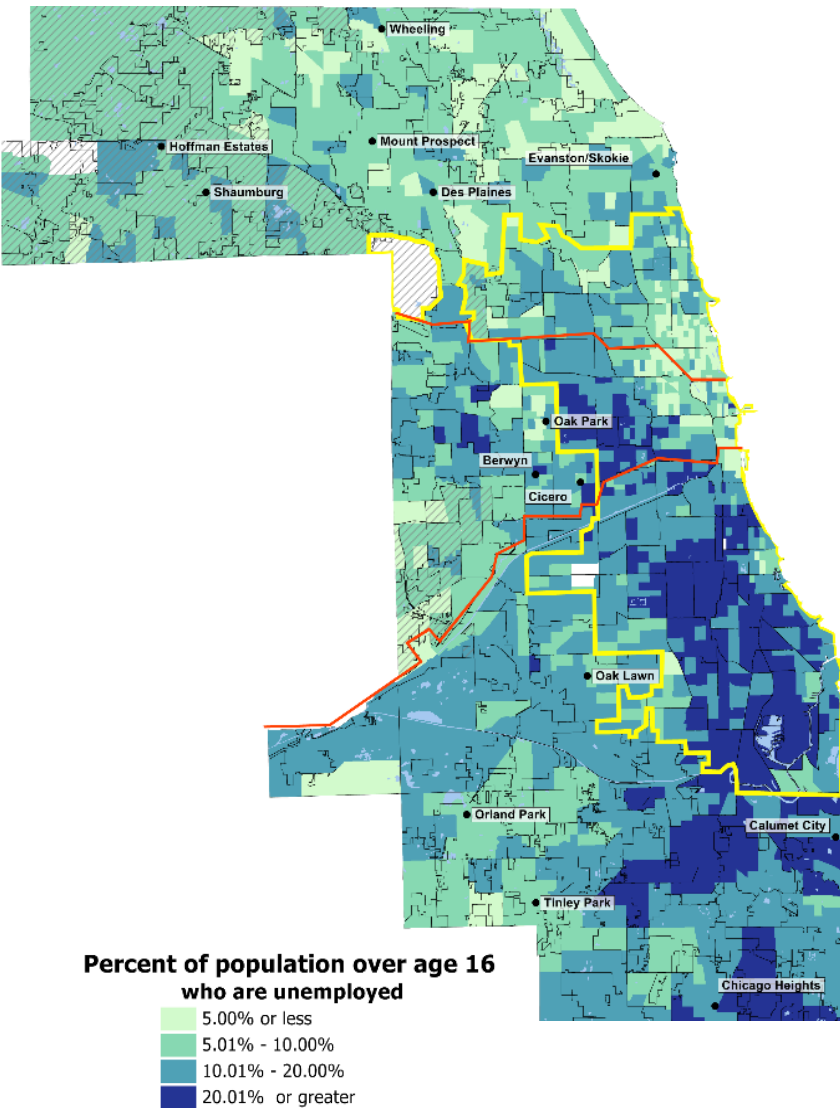 Wheeling
Hoffman Estates
Mount Prospect
Evanston/Skokie
Shaumburg
Des Plaines
Oak Park
Berwyn
Cicero
Oak Lawn
Orland Park
Calumet City
Tinley Park
Chicago Heights
Percent of population over age 16
who are unemployed
5.00% or less
5.01% - 10.00%
10.01% - 20.00%
20.01% or greater